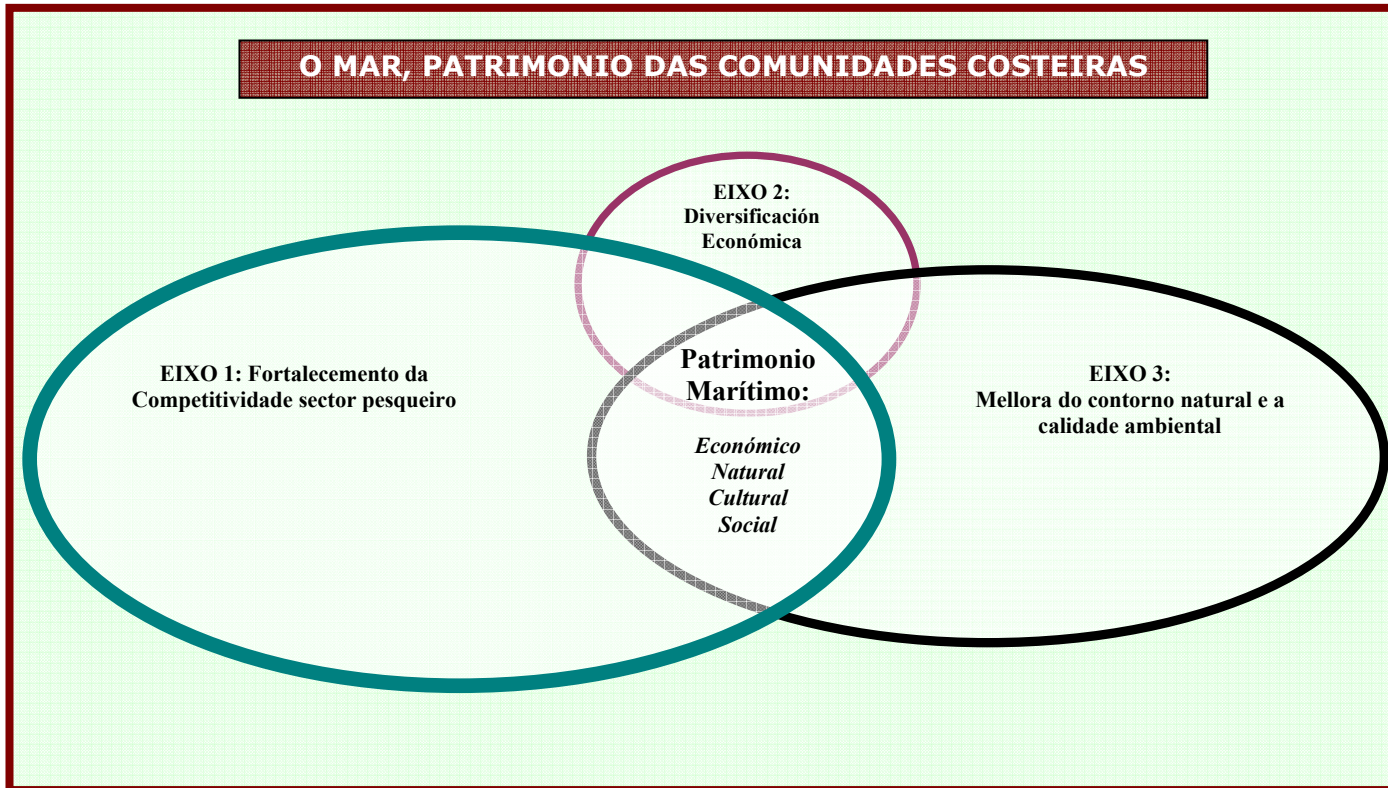 O MAR, PATRIMONIO DAS COMUNIDADES COSTEIRAS
EIXO 2:
Diversificación
Económica
EIXO 1: Fortalecemento da
Competitividade sector pesqueiro
Patrimonio
Marítimo:
Económico
Natural
Cultural
Social
EIXO 3:
Mellora do contorno natural e a
calidade ambiental